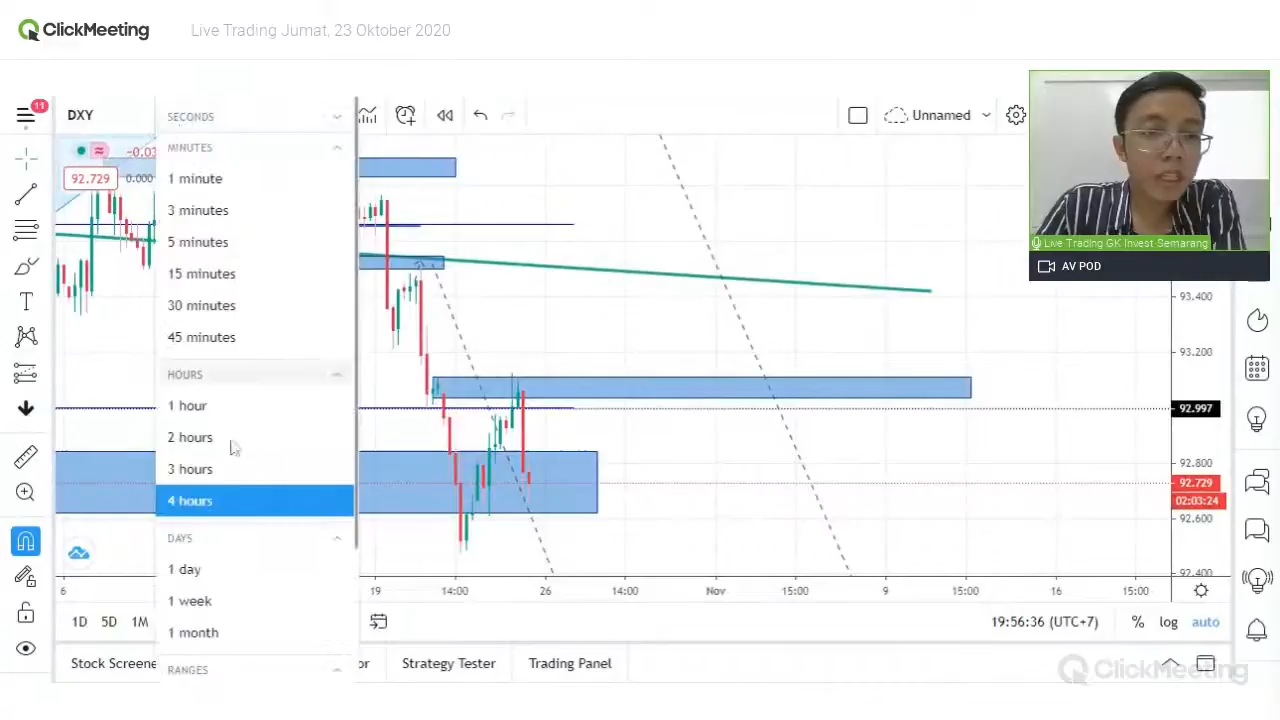 ClickMeeting
Live Trading Jumat, 23 Oktober 2020
11
DXY
SECONDS
Unnamed
MINUTES
-0.03
92.729
0.000
1 minute
3 minutes
5 minutes
15 minutes
30 minutes
45 minutes
HOURS
1 hour
2 hours
3 hours
4 hours
DAYS
1 day
1 week
1 month
RANGES
Live Trading GK Invest Semarang
AV POD
93.400
93.200
92.997
92.800
92.729
02:03:24
92.600
92.400
6
19
14:00
26
14:00
Nov
15:00
9
15:00
16
15:00
1D
5D
1M
19:56:36 (UTC+7)
%
log
auto
Stock Screene
or
Strategy Tester
Trading Panel
ClickMeeting